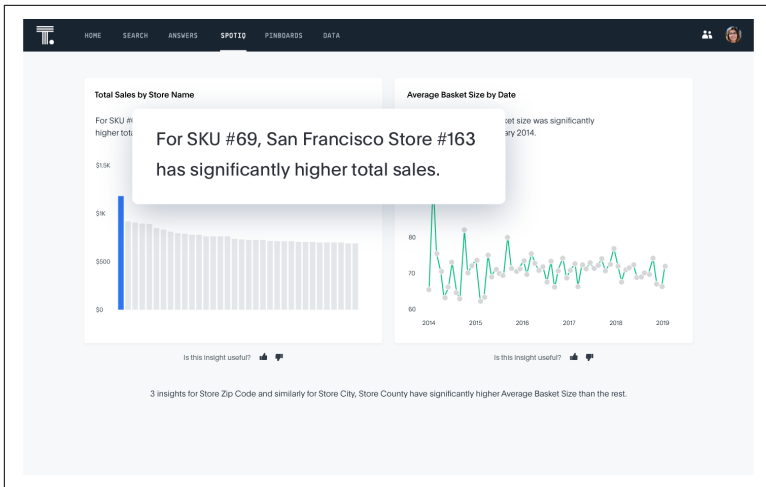 T.
HOME SEARCH ANSWERS SPOTIQ PINBOARDS DATA
Total Sales by Store Name
For SKU
higher
For SKU #69, San Francisco Store #163
has significantly higher total sales.
$1.5K
$1K
$500
$0
Is this insight useful?
Average Basket Size by Date
size was significantly
2014.
80
70
60
2014 2015 2016 2017 2018 2019
Is this insight useful?
3 insights for Store Zip Code and similarly for Store City, Store County have significantly higher Average Basket Size than the rest.